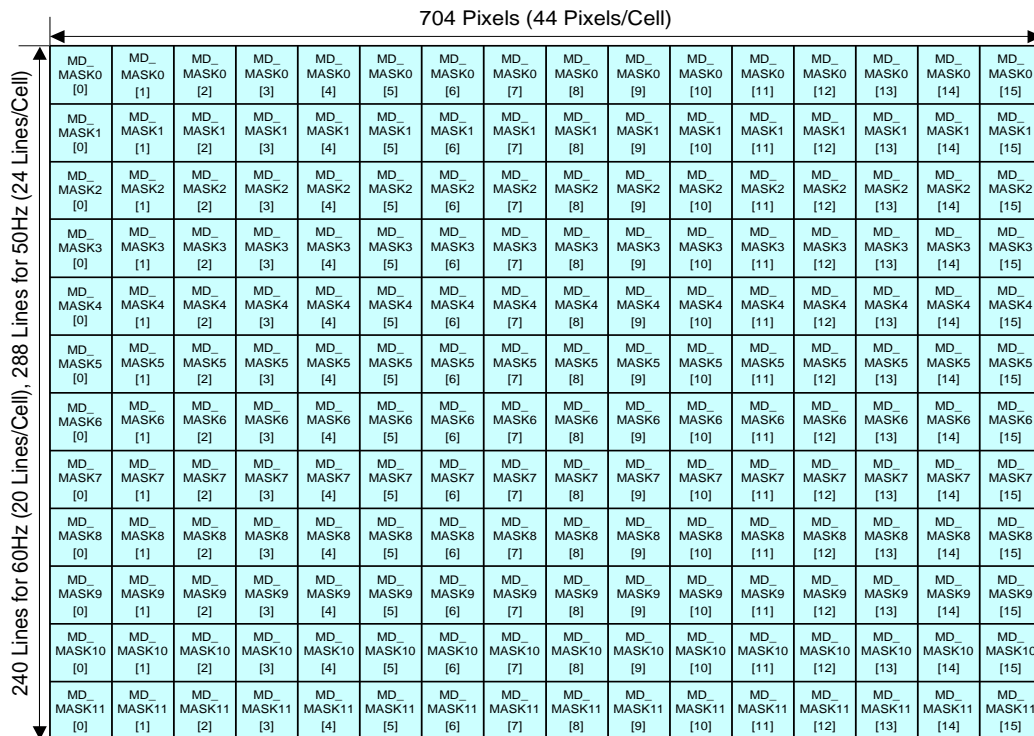 704 Pixels (44 Pixels/Cell)
240 Lines for 60Hz (20 Lines/Cell), 288 Lines for 50Hz (24 Lines/Cell)
MD_ MD_ MD_ MD_ MD_ MD_ MD_ MD_ MD_ MD_ MD_ MD_ MD_ MD_ MD_ MD_
MASK0 MASK0 MASK0 MASK0 MASK0 MASK0 MASK0 MASK0 MASK0 MASK0 MASK0 MASK0 MASK0 MASK0 MASK0 MASK0
[0] [1] [2] [3] [4] [5] [6] [7] [8] [9] [10] [11] [12] [13] [14] [15]
MD_ MD_ MD_ MD_ MD_ MD_ MD_ MD_ MD_ MD_ MD_ MD_ MD_ MD_ MD_ MD_
MASK1 MASK1 MASK1 MASK1 MASK1 MASK1 MASK1 MASK1 MASK1 MASK1 MASK1 MASK1 MASK1 MASK1 MASK1 MASK1
[0] [1] [2] [3] [4] [5] [6] [7] [8] [9] [10] [11] [12] [13] [14] [15]
MD_ MD_ MD_ MD_ MD_ MD_ MD_ MD_ MD_ MD_ MD_ MD_ MD_ MD_ MD_ MD_
MASK2 MASK2 MASK2 MASK2 MASK2 MASK2 MASK2 MASK2 MASK2 MASK2 MASK2 MASK2 MASK2 MASK2 MASK2 MASK2
[0] [1] [2] [3] [4] [5] [6] [7] [8] [9] [10] [11] [12] [13] [14] [15]
MD_ MD_ MD_ MD_ MD_ MD_ MD_ MD_ MD_ MD_ MD_ MD_ MD_ MD_ MD_ MD_
MASK3 MASK3 MASK3 MASK3 MASK3 MASK3 MASK3 MASK3 MASK3 MASK3 MASK3 MASK3 MASK3 MASK3 MASK3 MASK3
[0] [1] [2] [3] [4] [5] [6] [7] [8] [9] [10] [11] [12] [13] [14] [15]
MD_ MD_ MD_ MD_ MD_ MD_ MD_ MD_ MD_ MD_ MD_ MD_ MD_ MD_ MD_ MD_
MASK4 MASK4 MASK4 MASK4 MASK4 MASK4 MASK4 MASK4 MASK4 MASK4 MASK4 MASK4 MASK4 MASK4 MASK4 MASK4
[0] [1] [2] [3] [4] [5] [6] [7] [8] [9] [10] [11] [12] [13] [14] [15]
MD_ MD_ MD_ MD_ MD_ MD_ MD_ MD_ MD_ MD_ MD_ MD_ MD_ MD_ MD_ MD_
MASK5 MASK5 MASK5 MASK5 MASK5 MASK5 MASK5 MASK5 MASK5 MASK5 MASK5 MASK5 MASK5 MASK5 MASK5 MASK5
[0] [1] [2] [3] [4] [5] [6] [7] [8] [9] [10] [11] [12] [13] [14] [15]
MD_ MD_ MD_ MD_ MD_ MD_ MD_ MD_ MD_ MD_ MD_ MD_ MD_ MD_ MD_ MD_
MASK6 MASK6 MASK6 MASK6 MASK6 MASK6 MASK6 MASK6 MASK6 MASK6 MASK6 MASK6 MASK6 MASK6 MASK6 MASK6
[0] [1] [2] [3] [4] [5] [6] [7] [8] [9] [10] [11] [12] [13] [14] [15]
MD_ MD_ MD_ MD_ MD_ MD_ MD_ MD_ MD_ MD_ MD_ MD_ MD_ MD_ MD_ MD_
MASK7 MASK7 MASK7 MASK7 MASK7 MASK7 MASK7 MASK7 MASK7 MASK7 MASK7 MASK7 MASK7 MASK7 MASK7 MASK7
[0] [1] [2] [3] [4] [5] [6] [7] [8] [9] [10] [11] [12] [13] [14] [15]
MD_ MD_ MD_ MD_ MD_ MD_ MD_ MD_ MD_ MD_ MD_ MD_ MD_ MD_ MD_ MD_
MASK8 MASK8 MASK8 MASK8 MASK8 MASK8 MASK8 MASK8 MASK8 MASK8 MASK8 MASK8 MASK8 MASK8 MASK8 MASK8
[0] [1] [2] [3] [4] [5] [6] [7] [8] [9] [10] [11] [12] [13] [14] [15]
MD_ MD_ MD_ MD_ MD_ MD_ MD_ MD_ MD_ MD_ MD_ MD_ MD_ MD_ MD_ MD_
MASK9 MASK9 MASK9 MASK9 MASK9 MASK9 MASK9 MASK9 MASK9 MASK9 MASK9 MASK9 MASK9 MASK9 MASK9 MASK9
[0] [1] [2] [3] [4] [5] [6] [7] [8] [9] [10] [11] [12] [13] [14] [15]
MD_ MD_ MD_ MD_ MD_ MD_ MD_ MD_ MD_ MD_ MD_ MD_ MD_ MD_ MD_ MD_
MASK10 MASK10 MASK10 MASK10 MASK10 MASK10 MASK10 MASK10 MASK10 MASK10 MASK10 MASK10 MASK10 MASK10 MASK10 MASK10
[0] [1] [2] [3] [4] [5] [6] [7] [8] [9] [10] [11] [12] [13] [14] [15]
MD_ MD_ MD_ MD_ MD_ MD_ MD_ MD_ MD_ MD_ MD_ MD_ MD_ MD_ MD_ MD_
MASK11 MASK11 MASK11 MASK11 MASK11 MASK11 MASK11 MASK11 MASK11 MASK11 MASK11 MASK11 MASK11 MASK11 MASK11 MASK11
[0] [1] [2] [3] [4] [5] [6] [7] [8] [9] [10] [11] [12] [13] [14] [15]